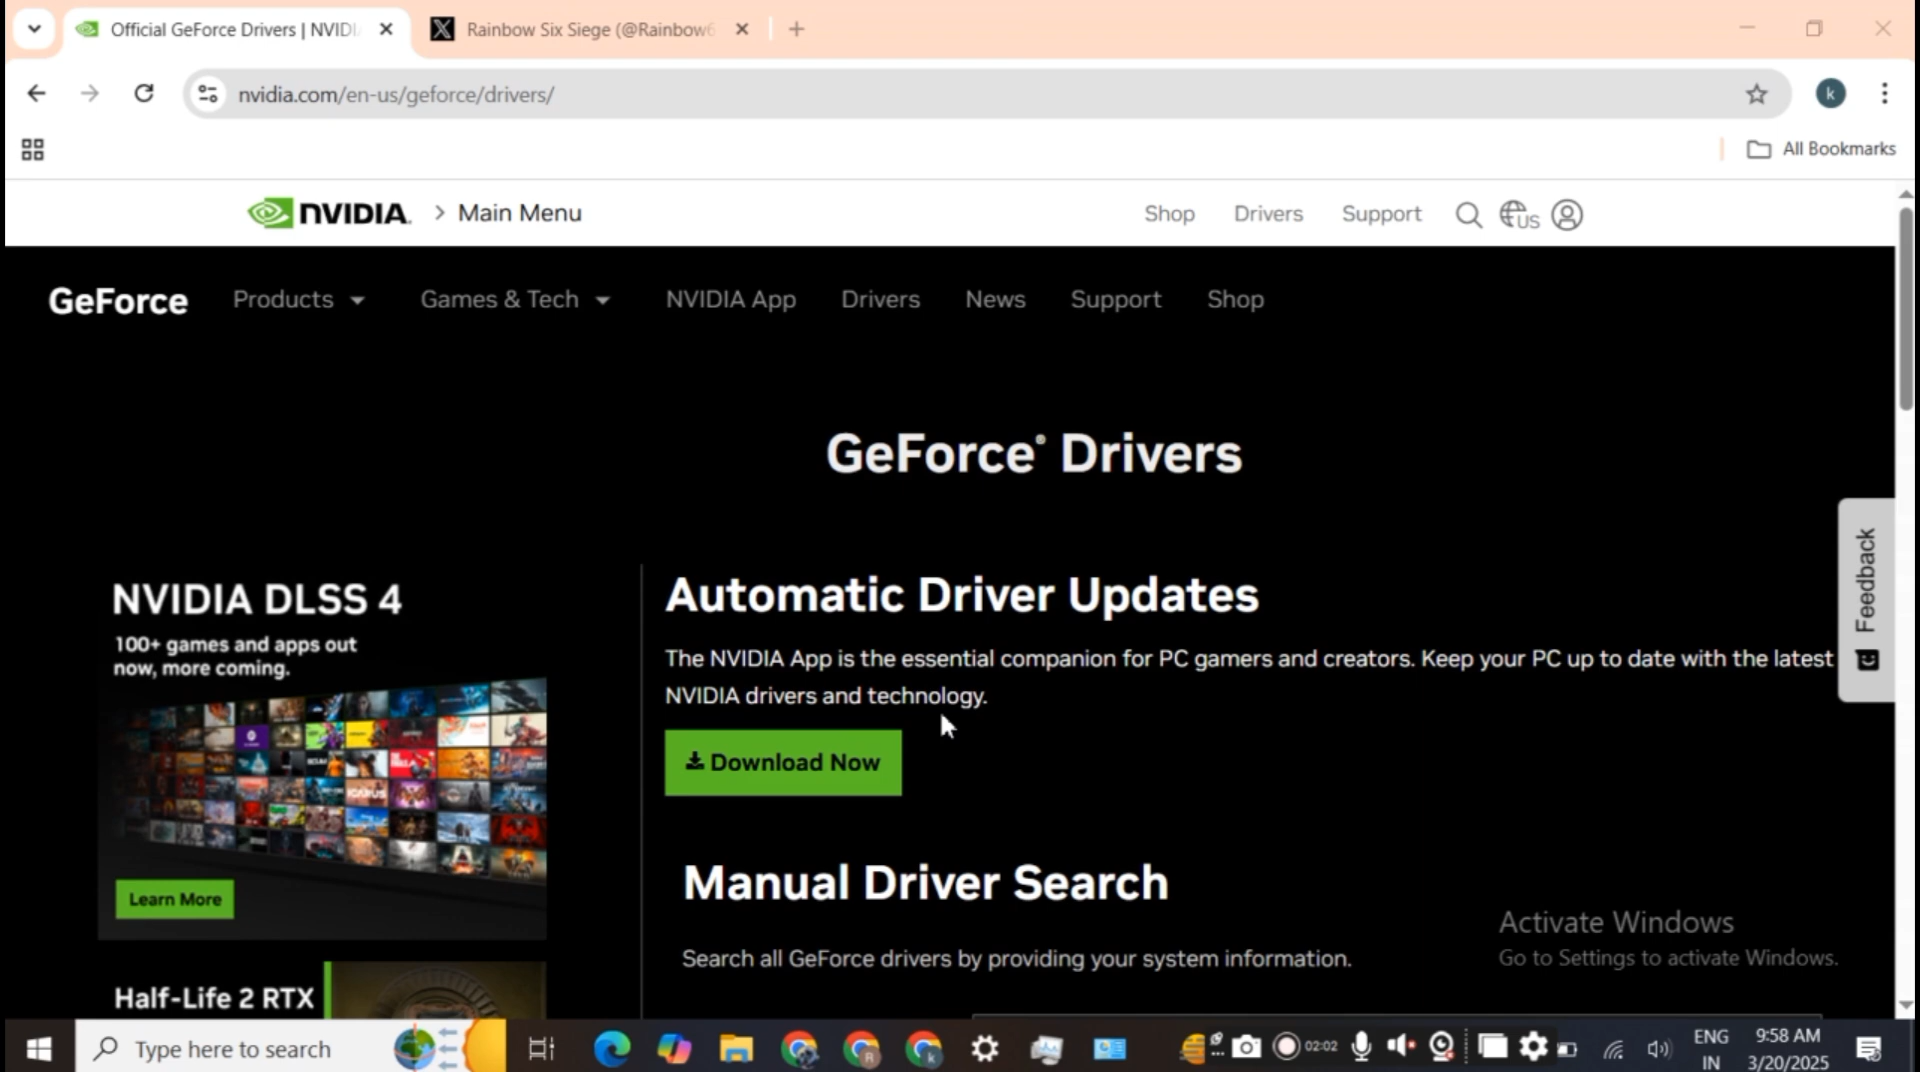 Official GeForce Drivers | NVIDI
Rainbow Six Siege (@Rainbow6
nvidia.com/en-us/geforce/drivers/
k
All Bookmarks
NVIDIA. > Main Menu
Shop Drivers Support US
GeForce Products Games & Tech NVIDIA App Drivers News Support Shop
GeForce® Drivers
NVIDIA DLSS 4
100+ games and apps out
now, more coming.
Learn More
Half-Life 2 RTX
Automatic Driver Updates
The NVIDIA App is the essential companion for PC gamers and creators. Keep your PC up to date with the latest
NVIDIA drivers and technology.
Download Now
Manual Driver Search
Search all GeForce drivers by providing your system information.
Feedback
Activate Windows
Go to Settings to activate Windows.
Type here to search
R
k
02:02
ENG
IN
9:58 AM
3/20/2025